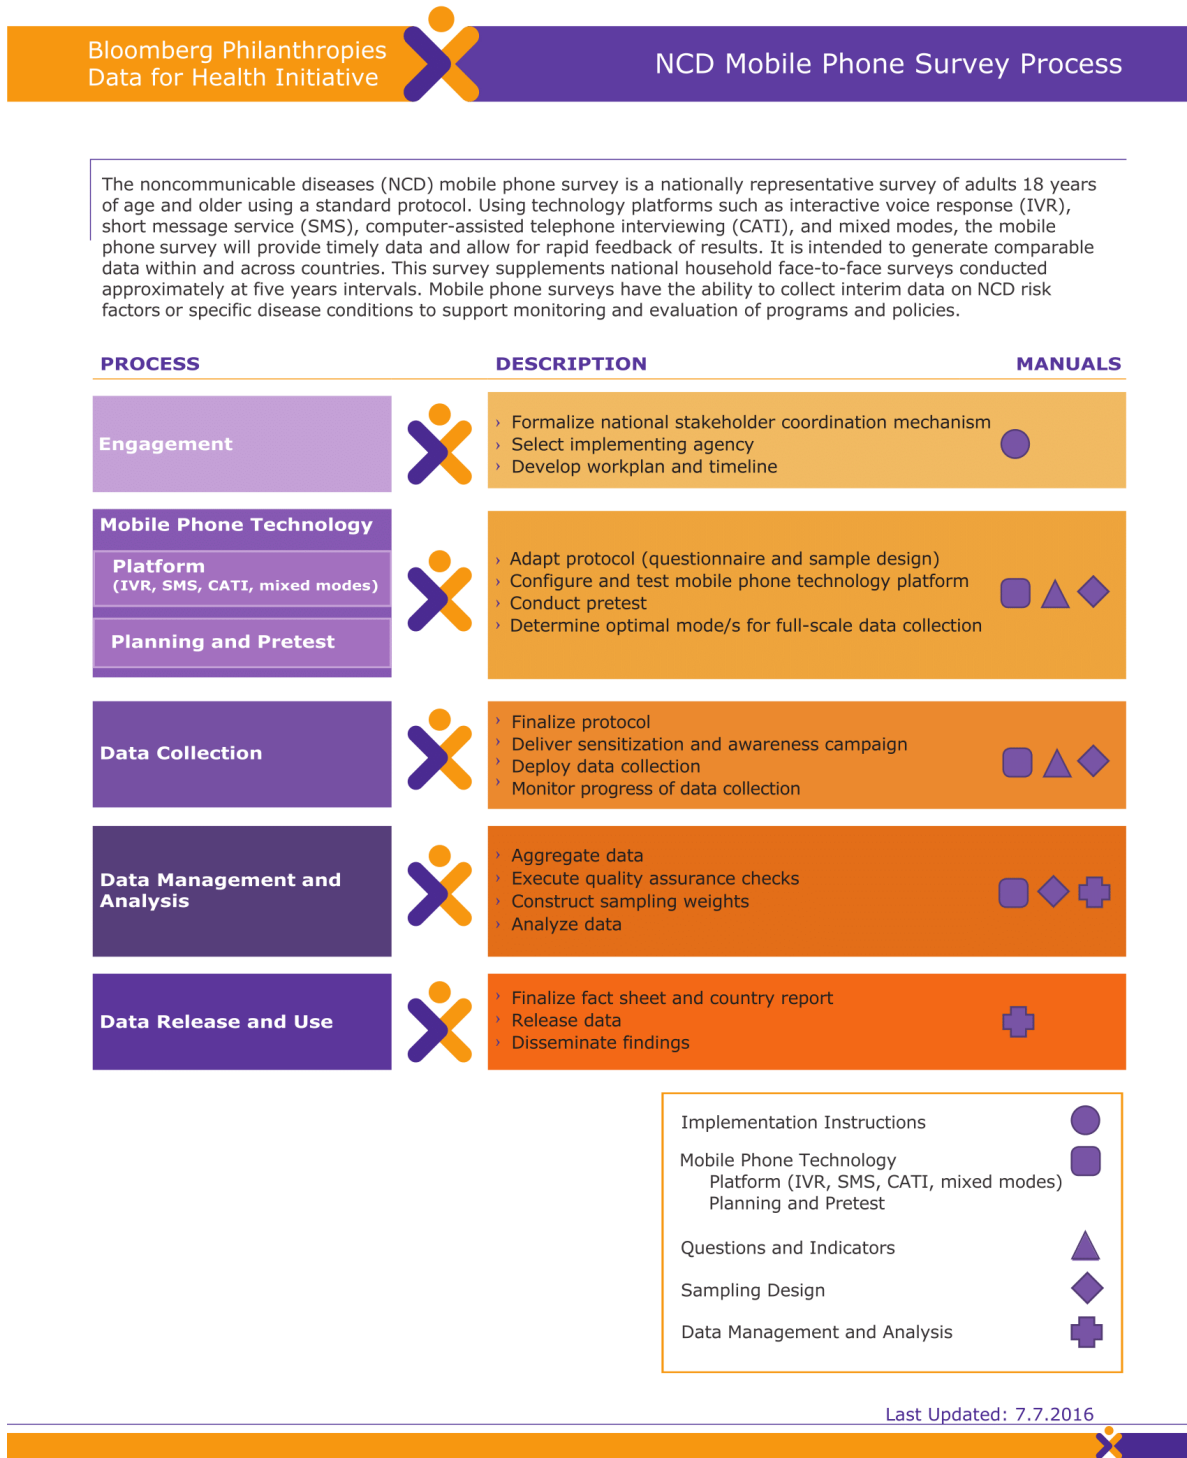 Bloomberg Philanthropies
Data for Health Initiative
NCD Mobile Phone Survey Process
The noncommunicable diseases (NCD) mobile phone survey is a nationally representative survey of adults 18 years
of age and older using a standard protocol. Using technology platforms such as interactive voice response (IVR),
short message service (SMS), computer-assisted telephone interviewing (CATI), and mixed modes, the mobile
phone survey will provide timely data and allow for rapid feedback of results. It is intended to generate comparable
data within and across countries. This survey supplements national household face-to-face surveys conducted
approximately at five years intervals. Mobile phone surveys have the ability to collect interim data on NCD risk
factors or specific disease conditions to support monitoring and evaluation of programs and policies.
PROCESS DESCRIPTION MANUALS
Engagement
› Formalize national stakeholder coordination mechanism
› Select implementing agency
› Develop workplan and timeline
Mobile Phone Technology
Platform
(IVR, SMS, CATI, mixed modes)
Planning and Pretest
› Adapt protocol (questionnaire and sample design)
› Configure and test mobile phone technology platform
› Conduct pretest
› Determine optimal mode/s for full-scale data collection
Data Collection
› Finalize protocol
› Deliver sensitization and awareness campaign
› Deploy data collection
› Monitor progress of data collection
Data Management and
Analysis
› Aggregate data
› Execute quality assurance checks
› Construct sampling weights
› Analyze data
Data Release and Use
› Finalize fact sheet and country report
› Release data
› Disseminate findings
Implementation Instructions
Mobile Phone Technology
Platform (IVR, SMS, CATI, mixed modes)
Planning and Pretest
Questions and Indicators
Sampling Design
Data Management and Analysis
Last Updated: 7.7.2016